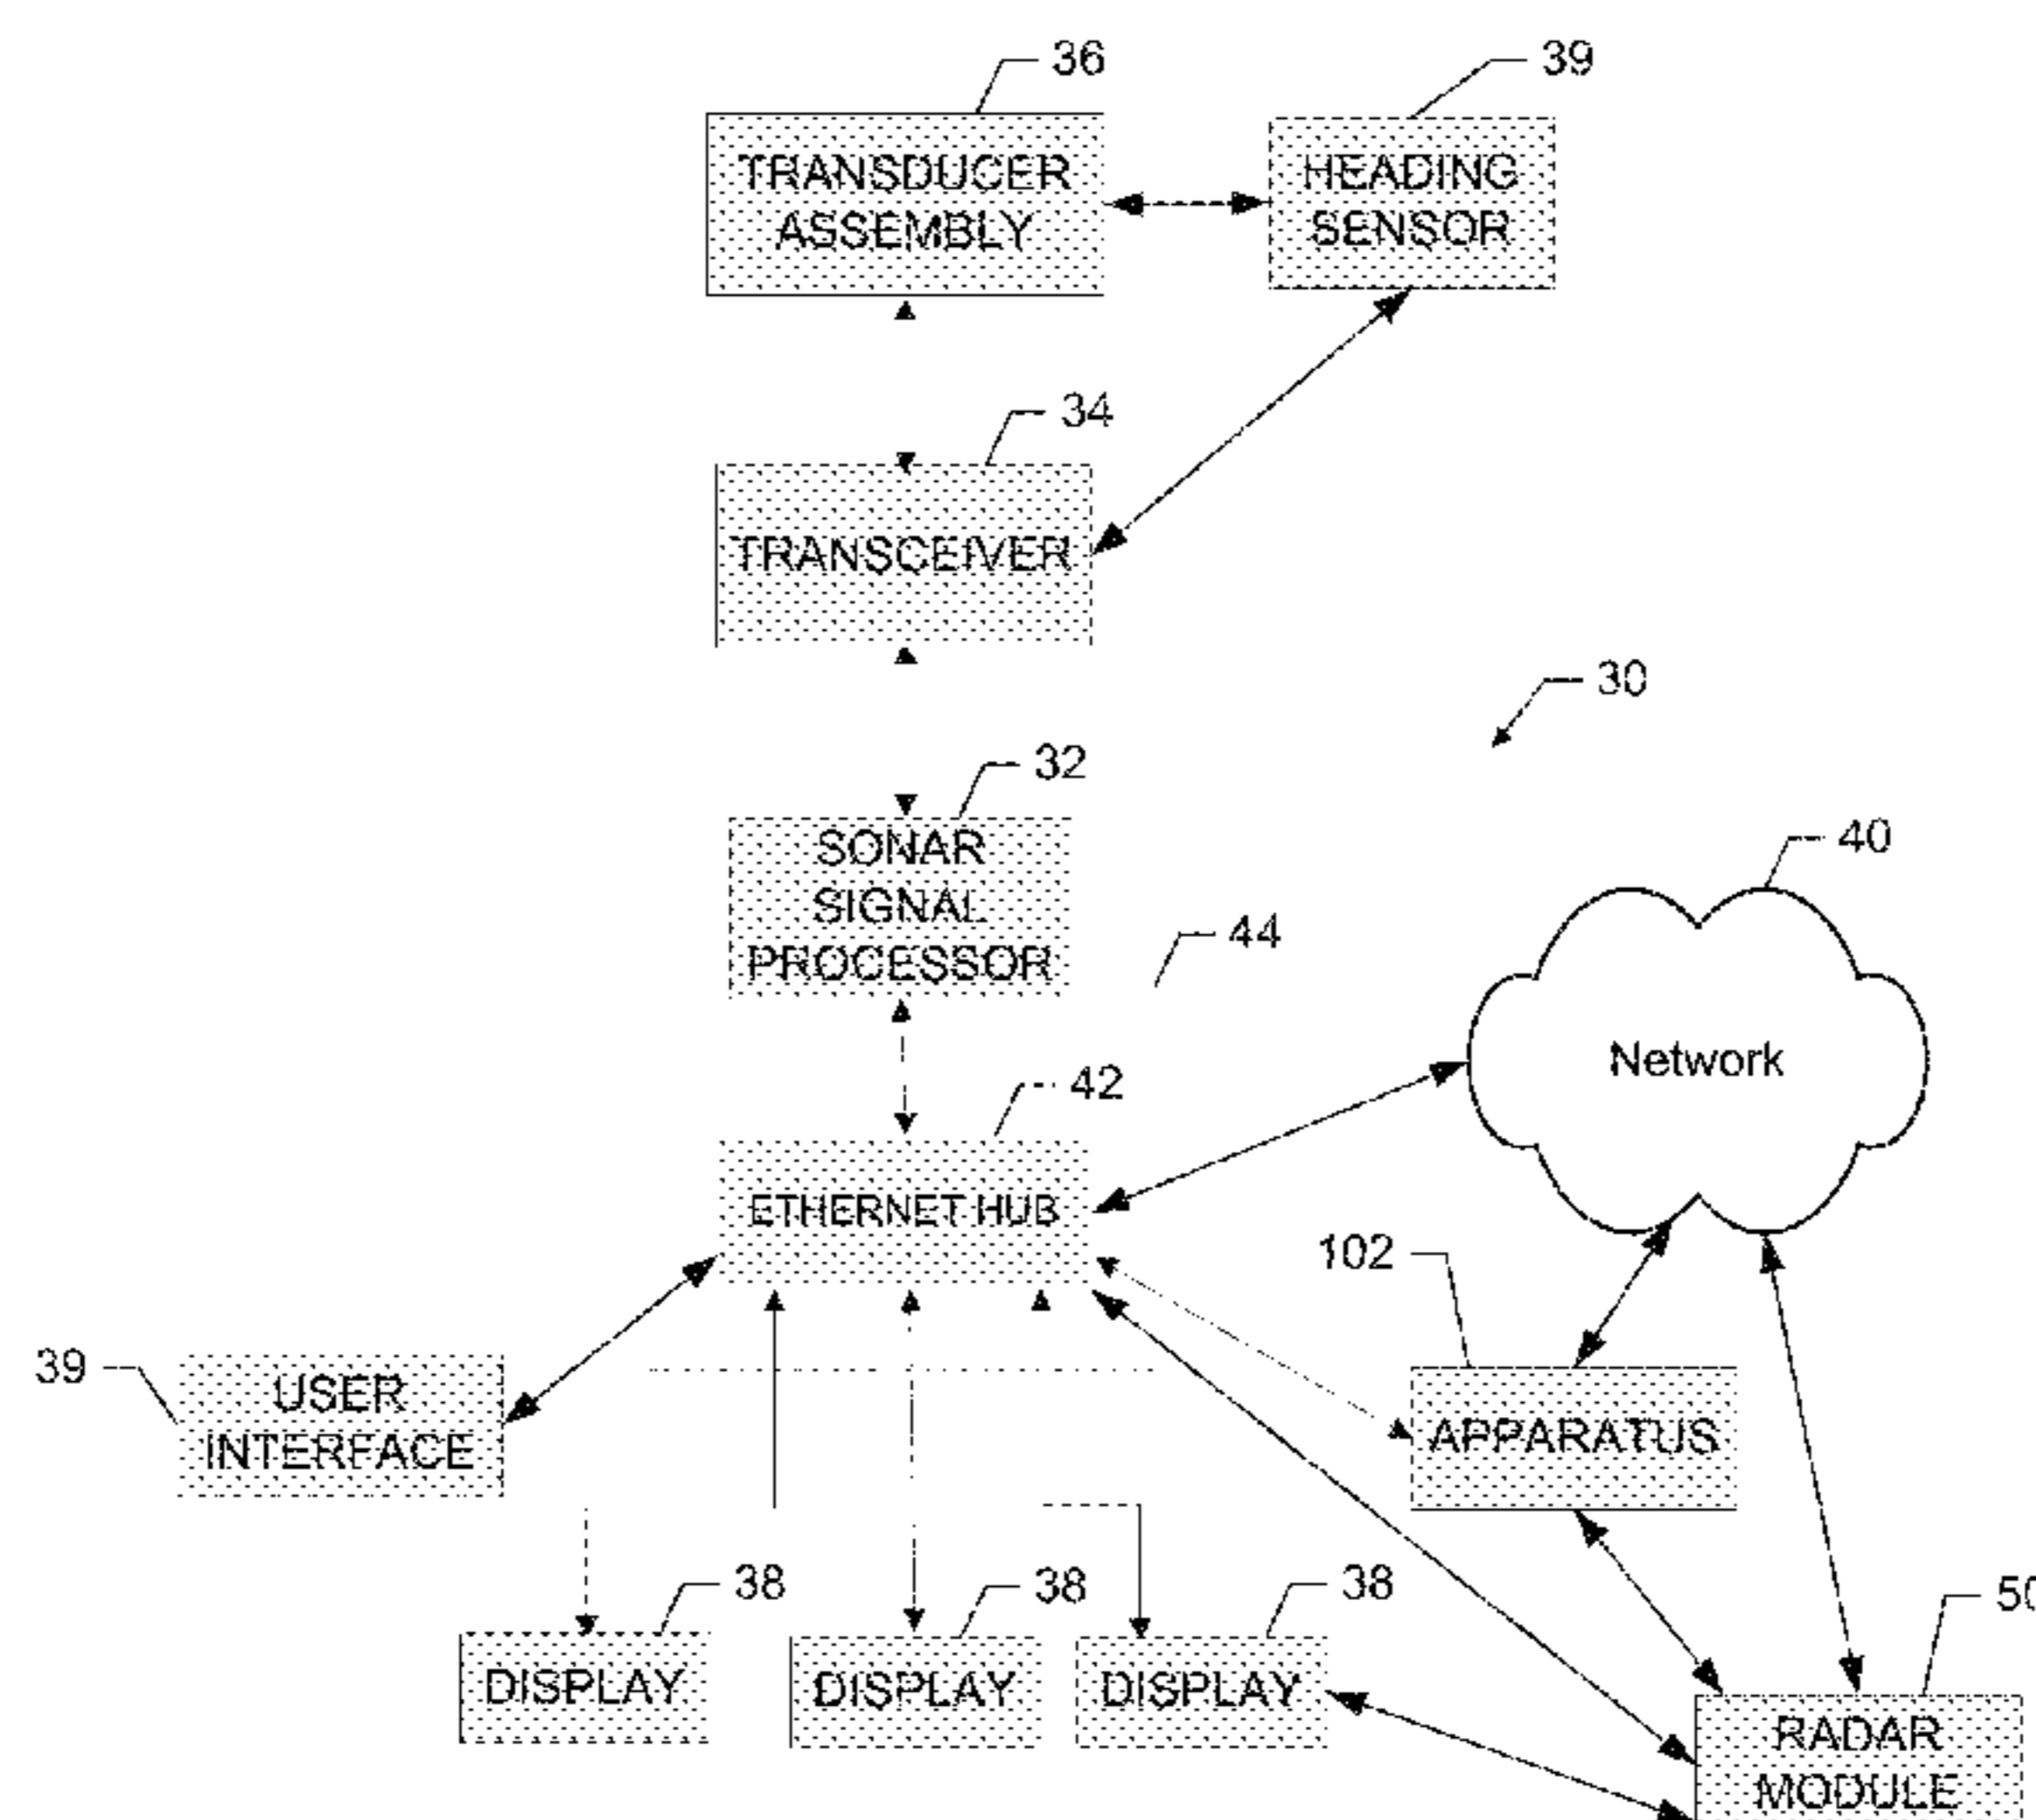 36
39
TRANSDUCER
ASSEMBLY
HEADING
SENSOR
34
TRANSCEIVER
30
32
SONAR
SIGNAL
PROCESSOR
40
44
Network
42
ETHERNET HUB
102
39
USER
INTERFACE
APPARATUS
38
38
38
50
DISPLAY
DISPLAY
DISPLAY
RADAR
MODULE